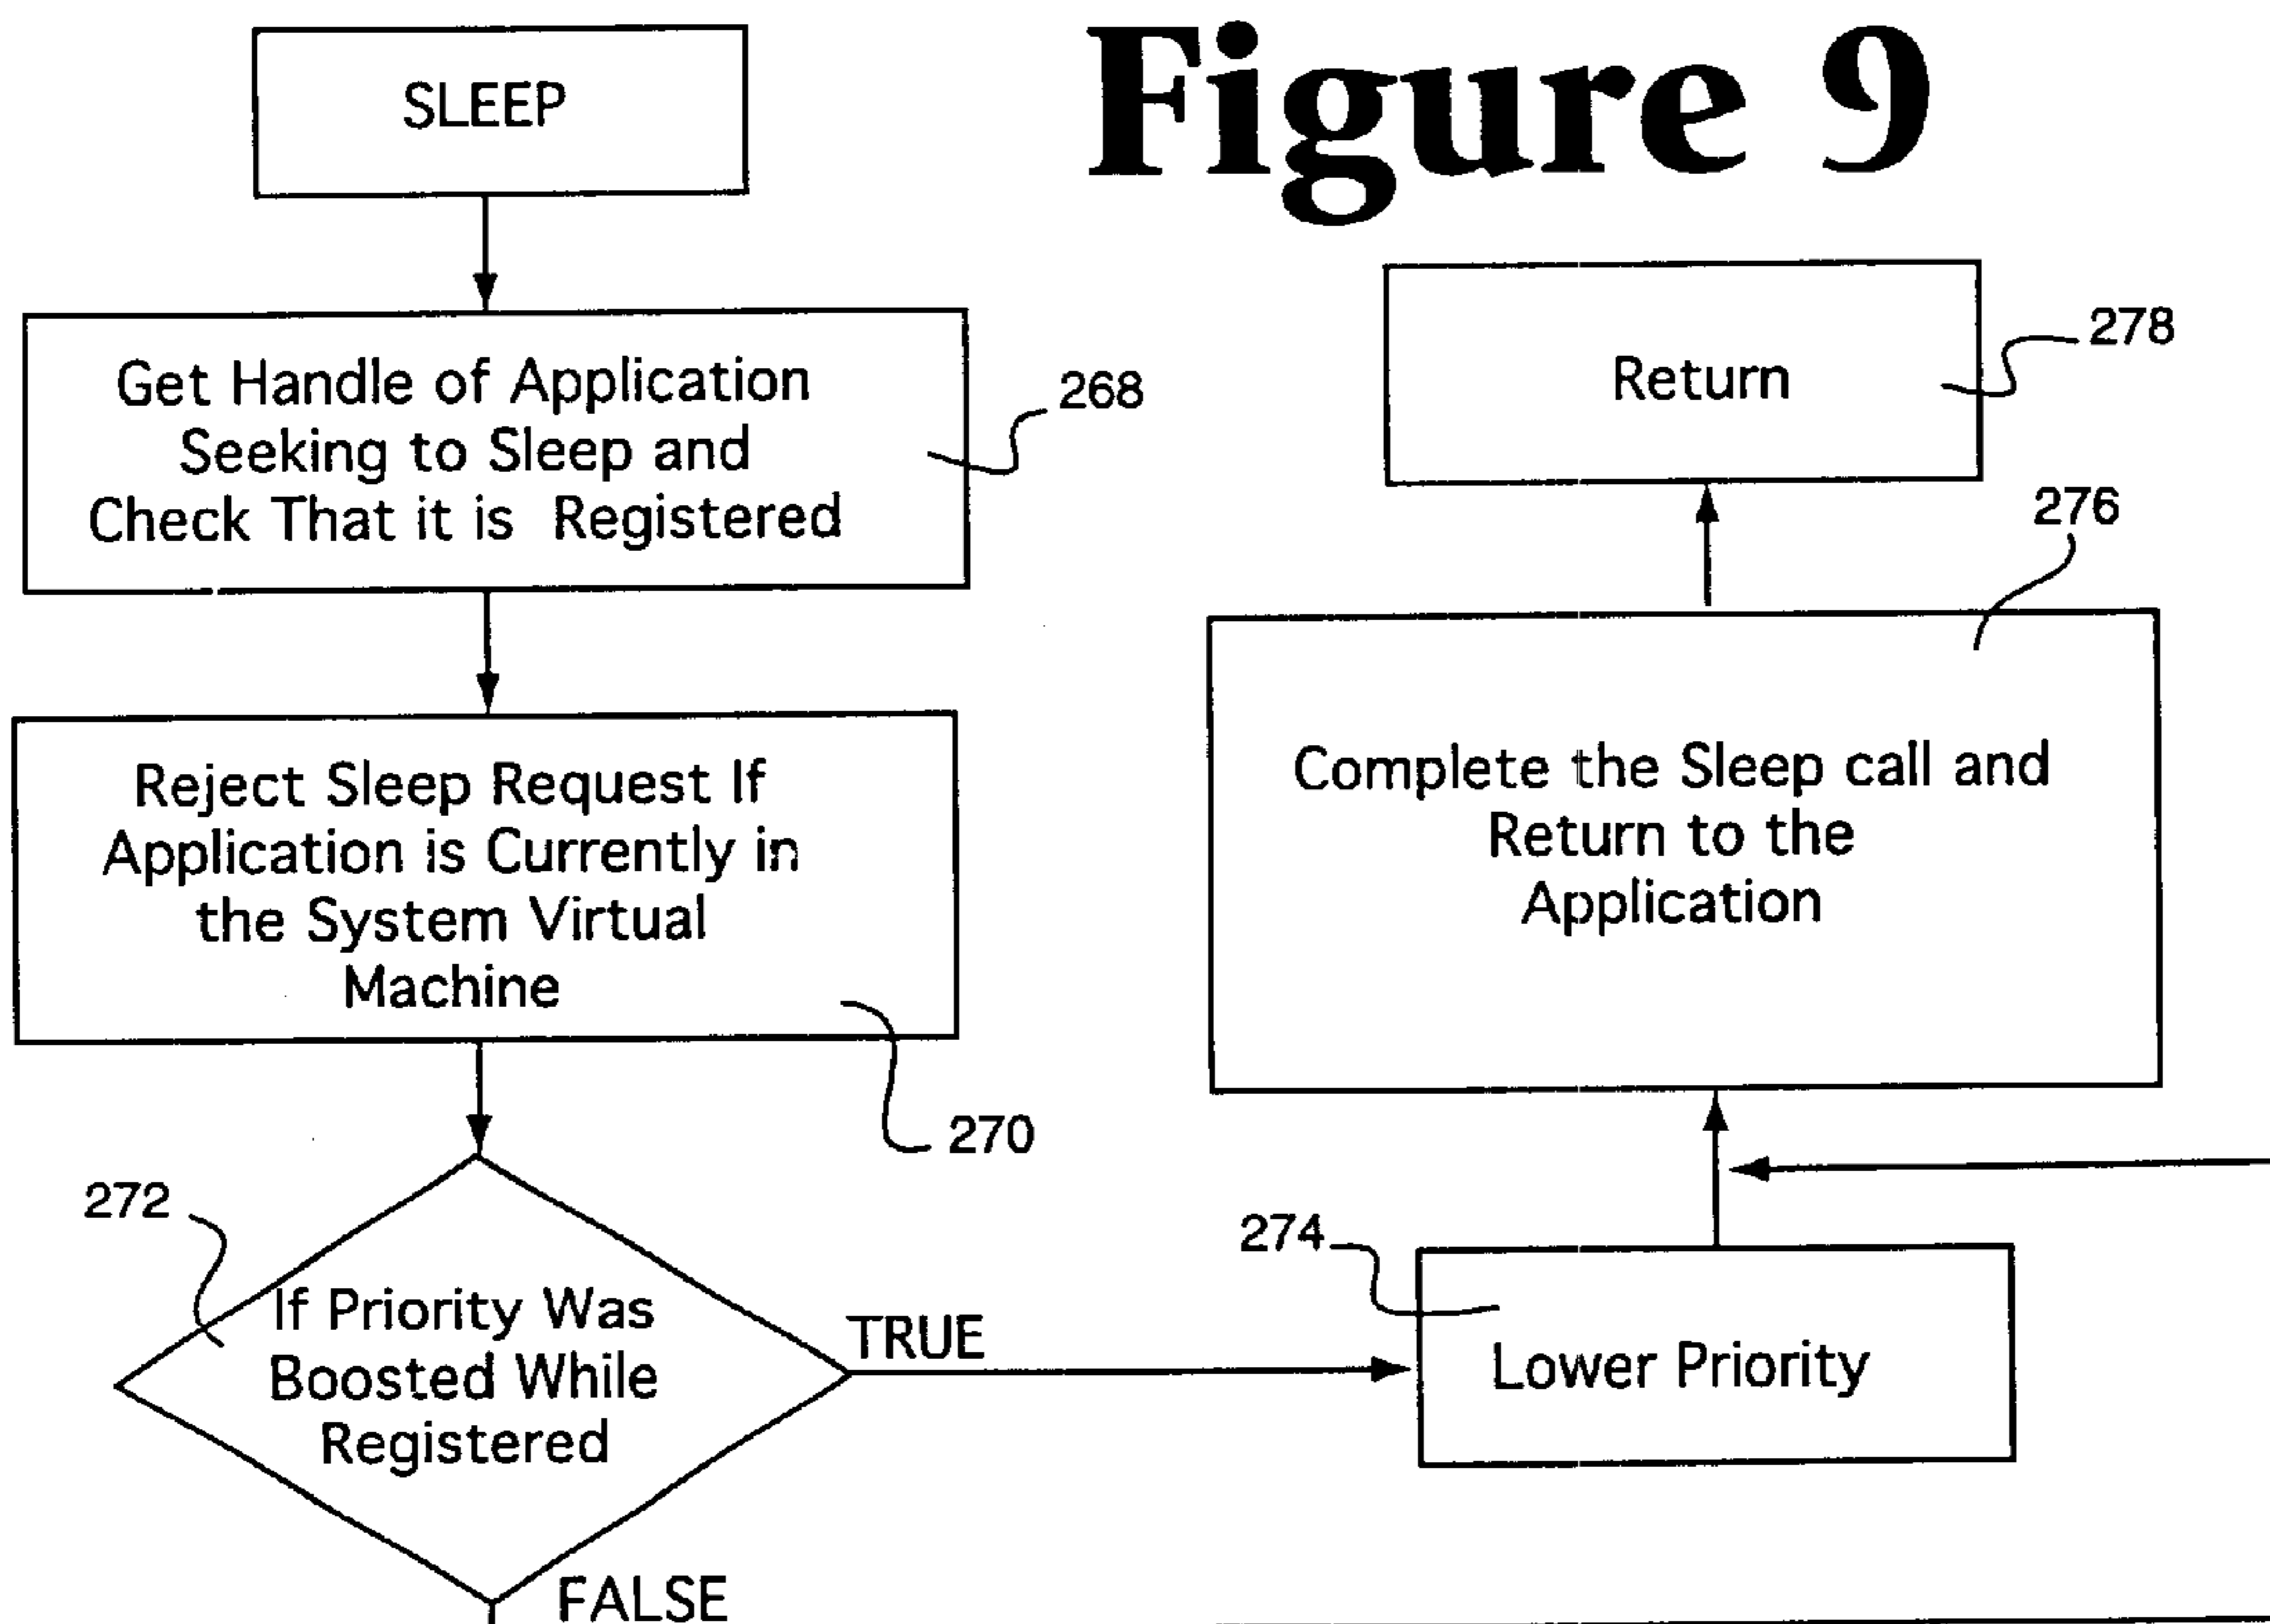 Figure 9
SLEEP
Get Handle of Application
Seeking to Sleep and
Check That it is Registered
268
Reject Sleep Request If
Application is Currently in
the System Virtual
Machine
270
272
If Priority Was
Boosted While
Registered
TRUE
FALSE
274
Lower Priority
Complete the Sleep call and
Return to the
Application
276
Return
278